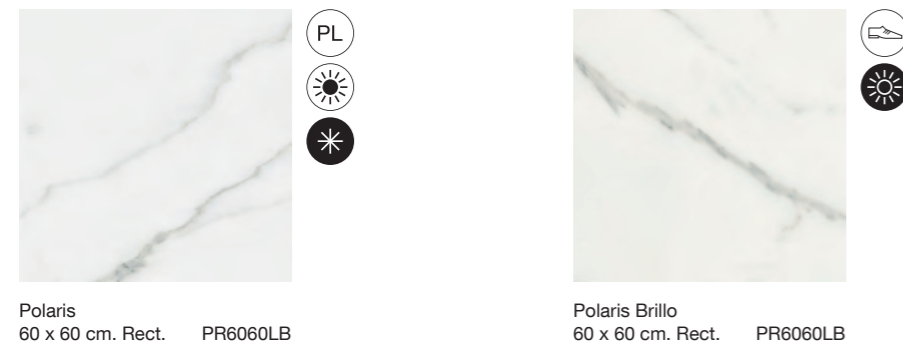 PL
Polaris
60 x 60 cm. Rect. PR6060LB
Polaris Brillo
60 x 60 cm. Rect. PR6060LB